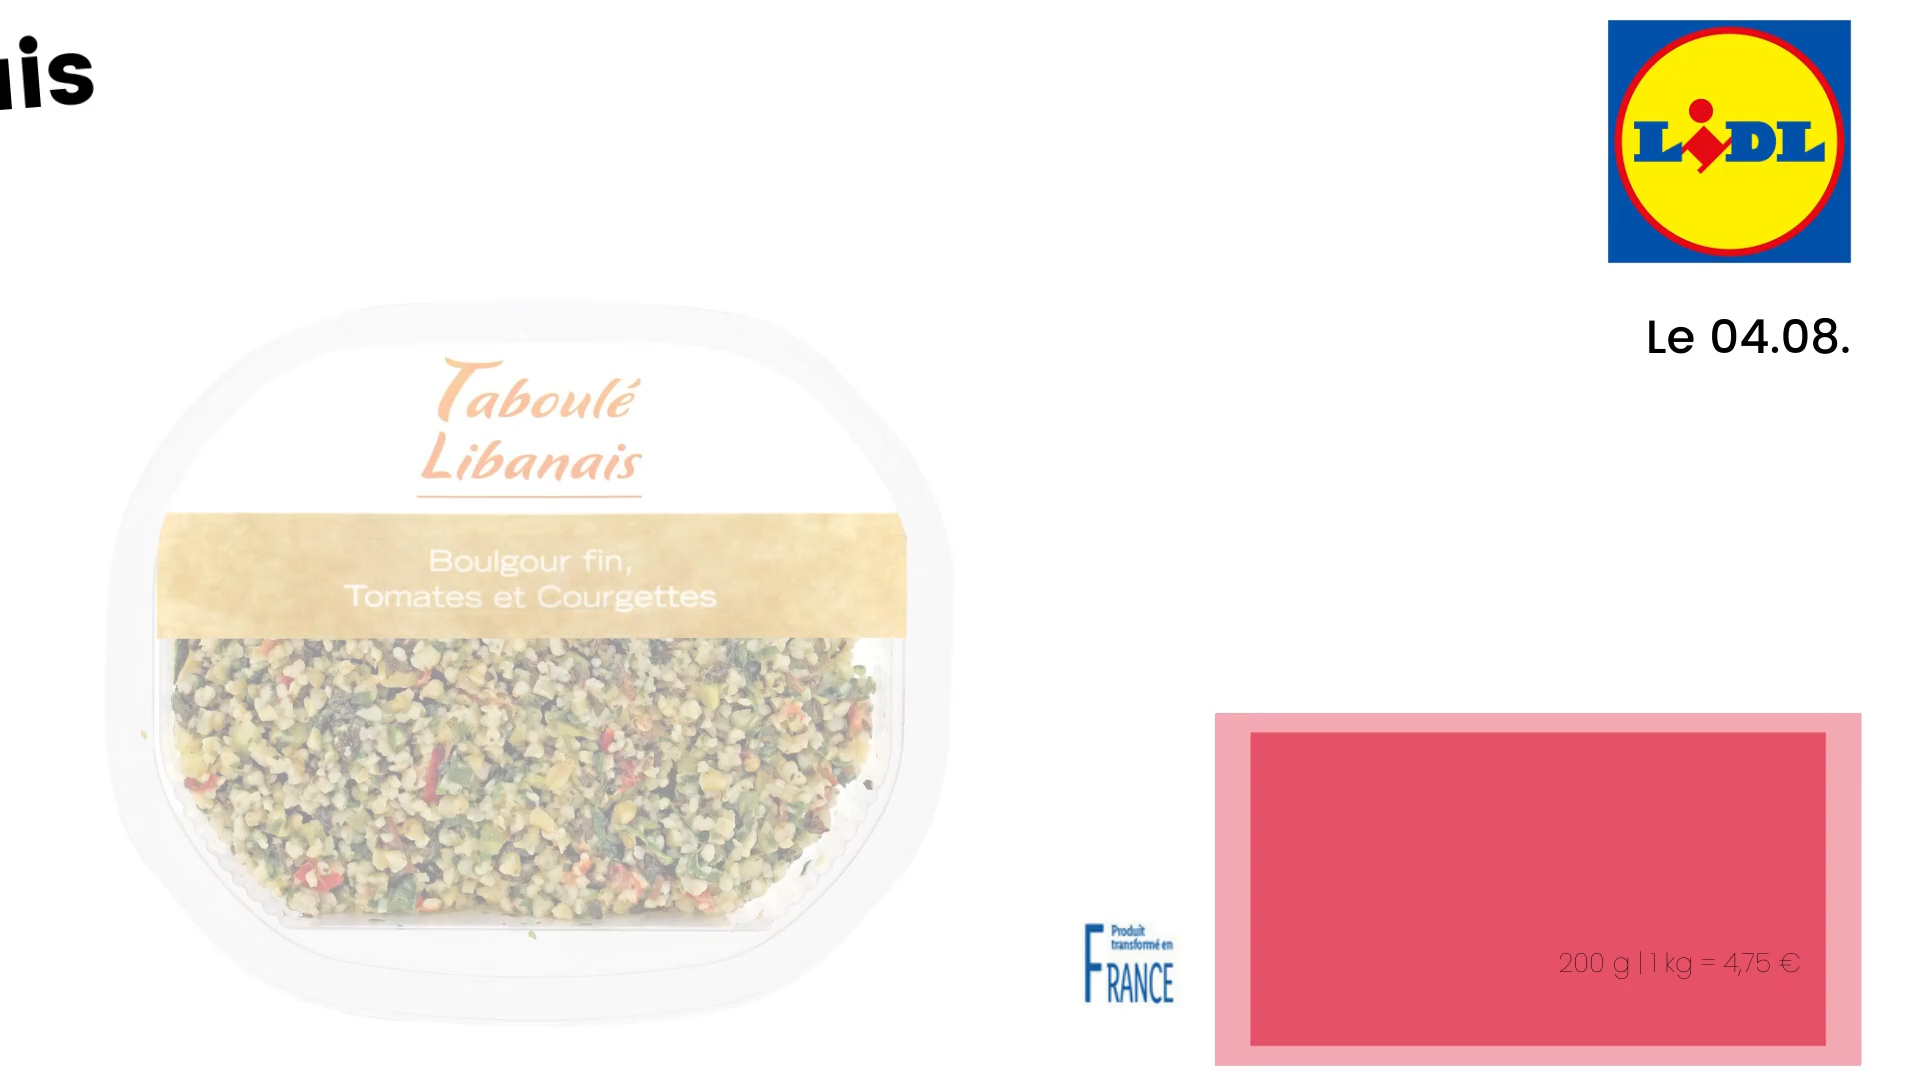 LIDL
Le 04.08.
Taboulé
Libanais
Boulgour fin,
Tomates et Courgettes
Produit
transformé en
FRANCE
200 g | 1 kg = 4,75 €